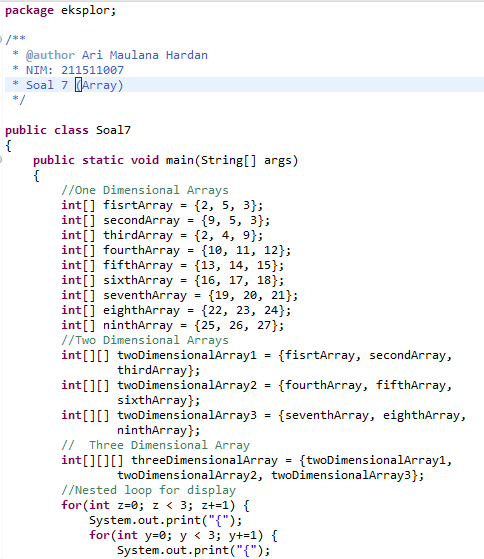 package eksplor;
/**
 * @author Ari Maulana Hardan
 * NIM: 211511007
 * Soal 7 (Array)
 */
public class Soal7
{
    public static void main(String[] args)
    {
        //One Dimensional Arrays
        int[] fisrtArray = {2, 5, 3};
        int[] secondArray = {9, 5, 3};
        int[] thirdArray = {2, 4, 9};
        int[] fourthArray = {10, 11, 12};
        int[] fifthArray = {13, 14, 15};
        int[] sixthArray = {16, 17, 18};
        int[] seventhArray = {19, 20, 21};
        int[] eighthArray = {22, 23, 24};
        int[] ninthArray = {25, 26, 27};
        //Two Dimensional Arrays
        int[][] twoDimensionalArray1 = {fisrtArray, secondArray,
                thirdArray};
        int[][] twoDimensionalArray2 = {fourthArray, fifthArray,
                sixthArray};
        int[][] twoDimensionalArray3 = {seventhArray, eighthArray,
                ninthArray};
        //  Three Dimensional Array
        int[][][] threeDimensionalArray = {twoDimensionalArray1,
                twoDimensionalArray2, twoDimensionalArray3};
        //Nested loop for display
        for(int z=0; z < 3; z+=1) {
            System.out.print("{");
            for(int y=0; y < 3; y+=1) {
                System.out.print("{");